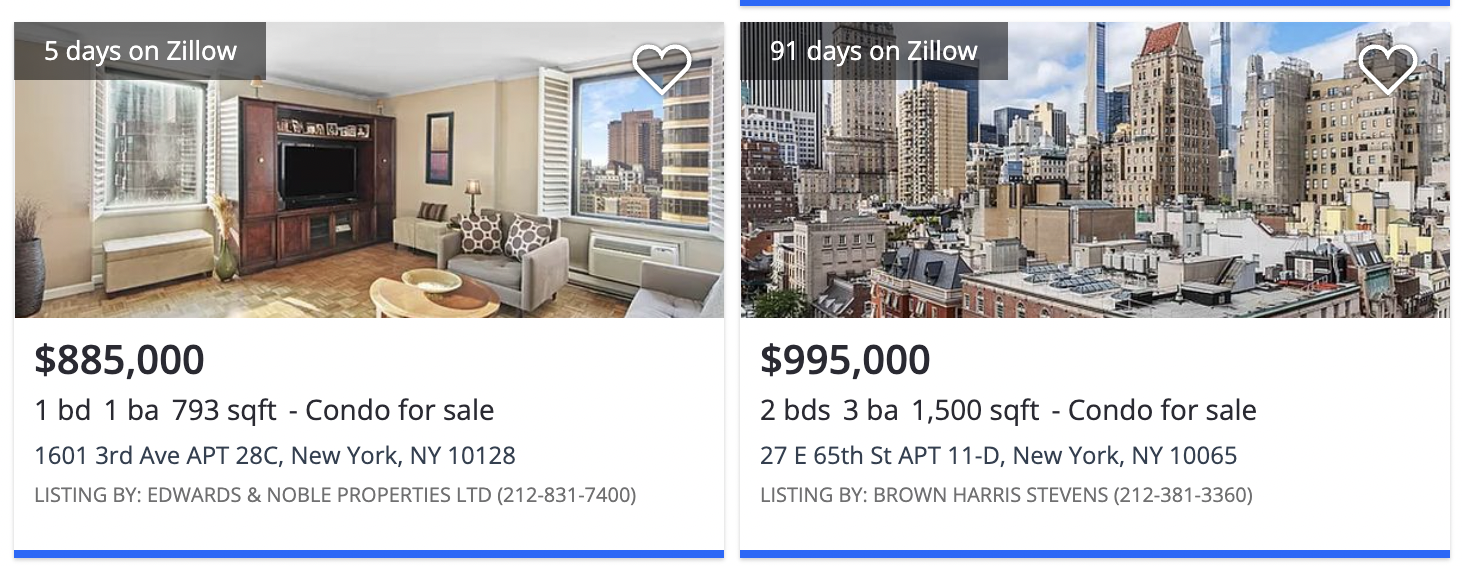 5 days on Zillow
$885,000
1 bd 1 ba 793 sqft - Condo for sale
1601 3rd Ave APT 28C, New York, NY 10128
LISTING BY: EDWARDS & NOBLE PROPERTIES LTD (212-831-7400)
91 days on Zillow
$995,000
2 bds 3 ba 1,500 sqft - Condo for sale
27 E 65th St APT 11-D, New York, NY 10065
LISTING BY: BROWN HARRIS STEVENS (212-381-3360)